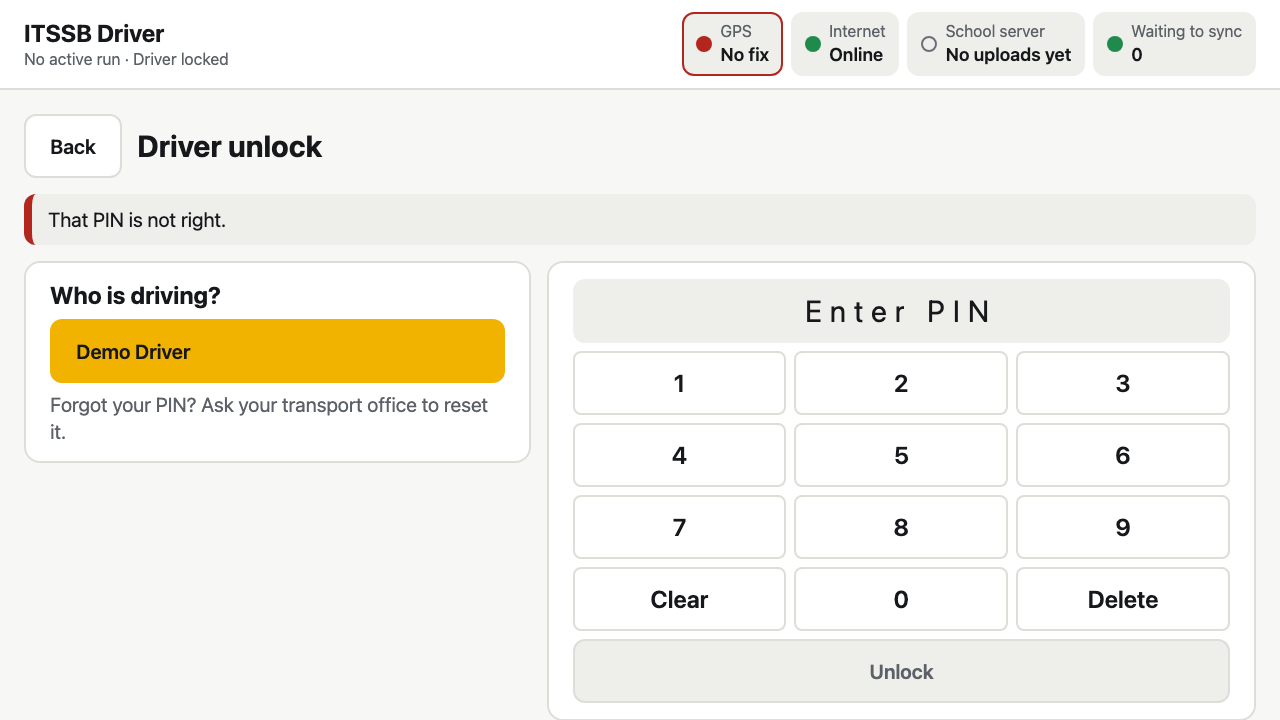 ITSSB Driver
No active run · Driver locked
GPS
No fix
Internet
Online
School server
No uploads yet
Waiting to sync
0
Back
Driver unlock
That PIN is not right.
Who is driving?
Demo Driver
Forgot your PIN? Ask your transport office to reset
it.
Enter PIN
1
2
3
4
5
6
7
8
9
Clear
0
Delete
Unlock